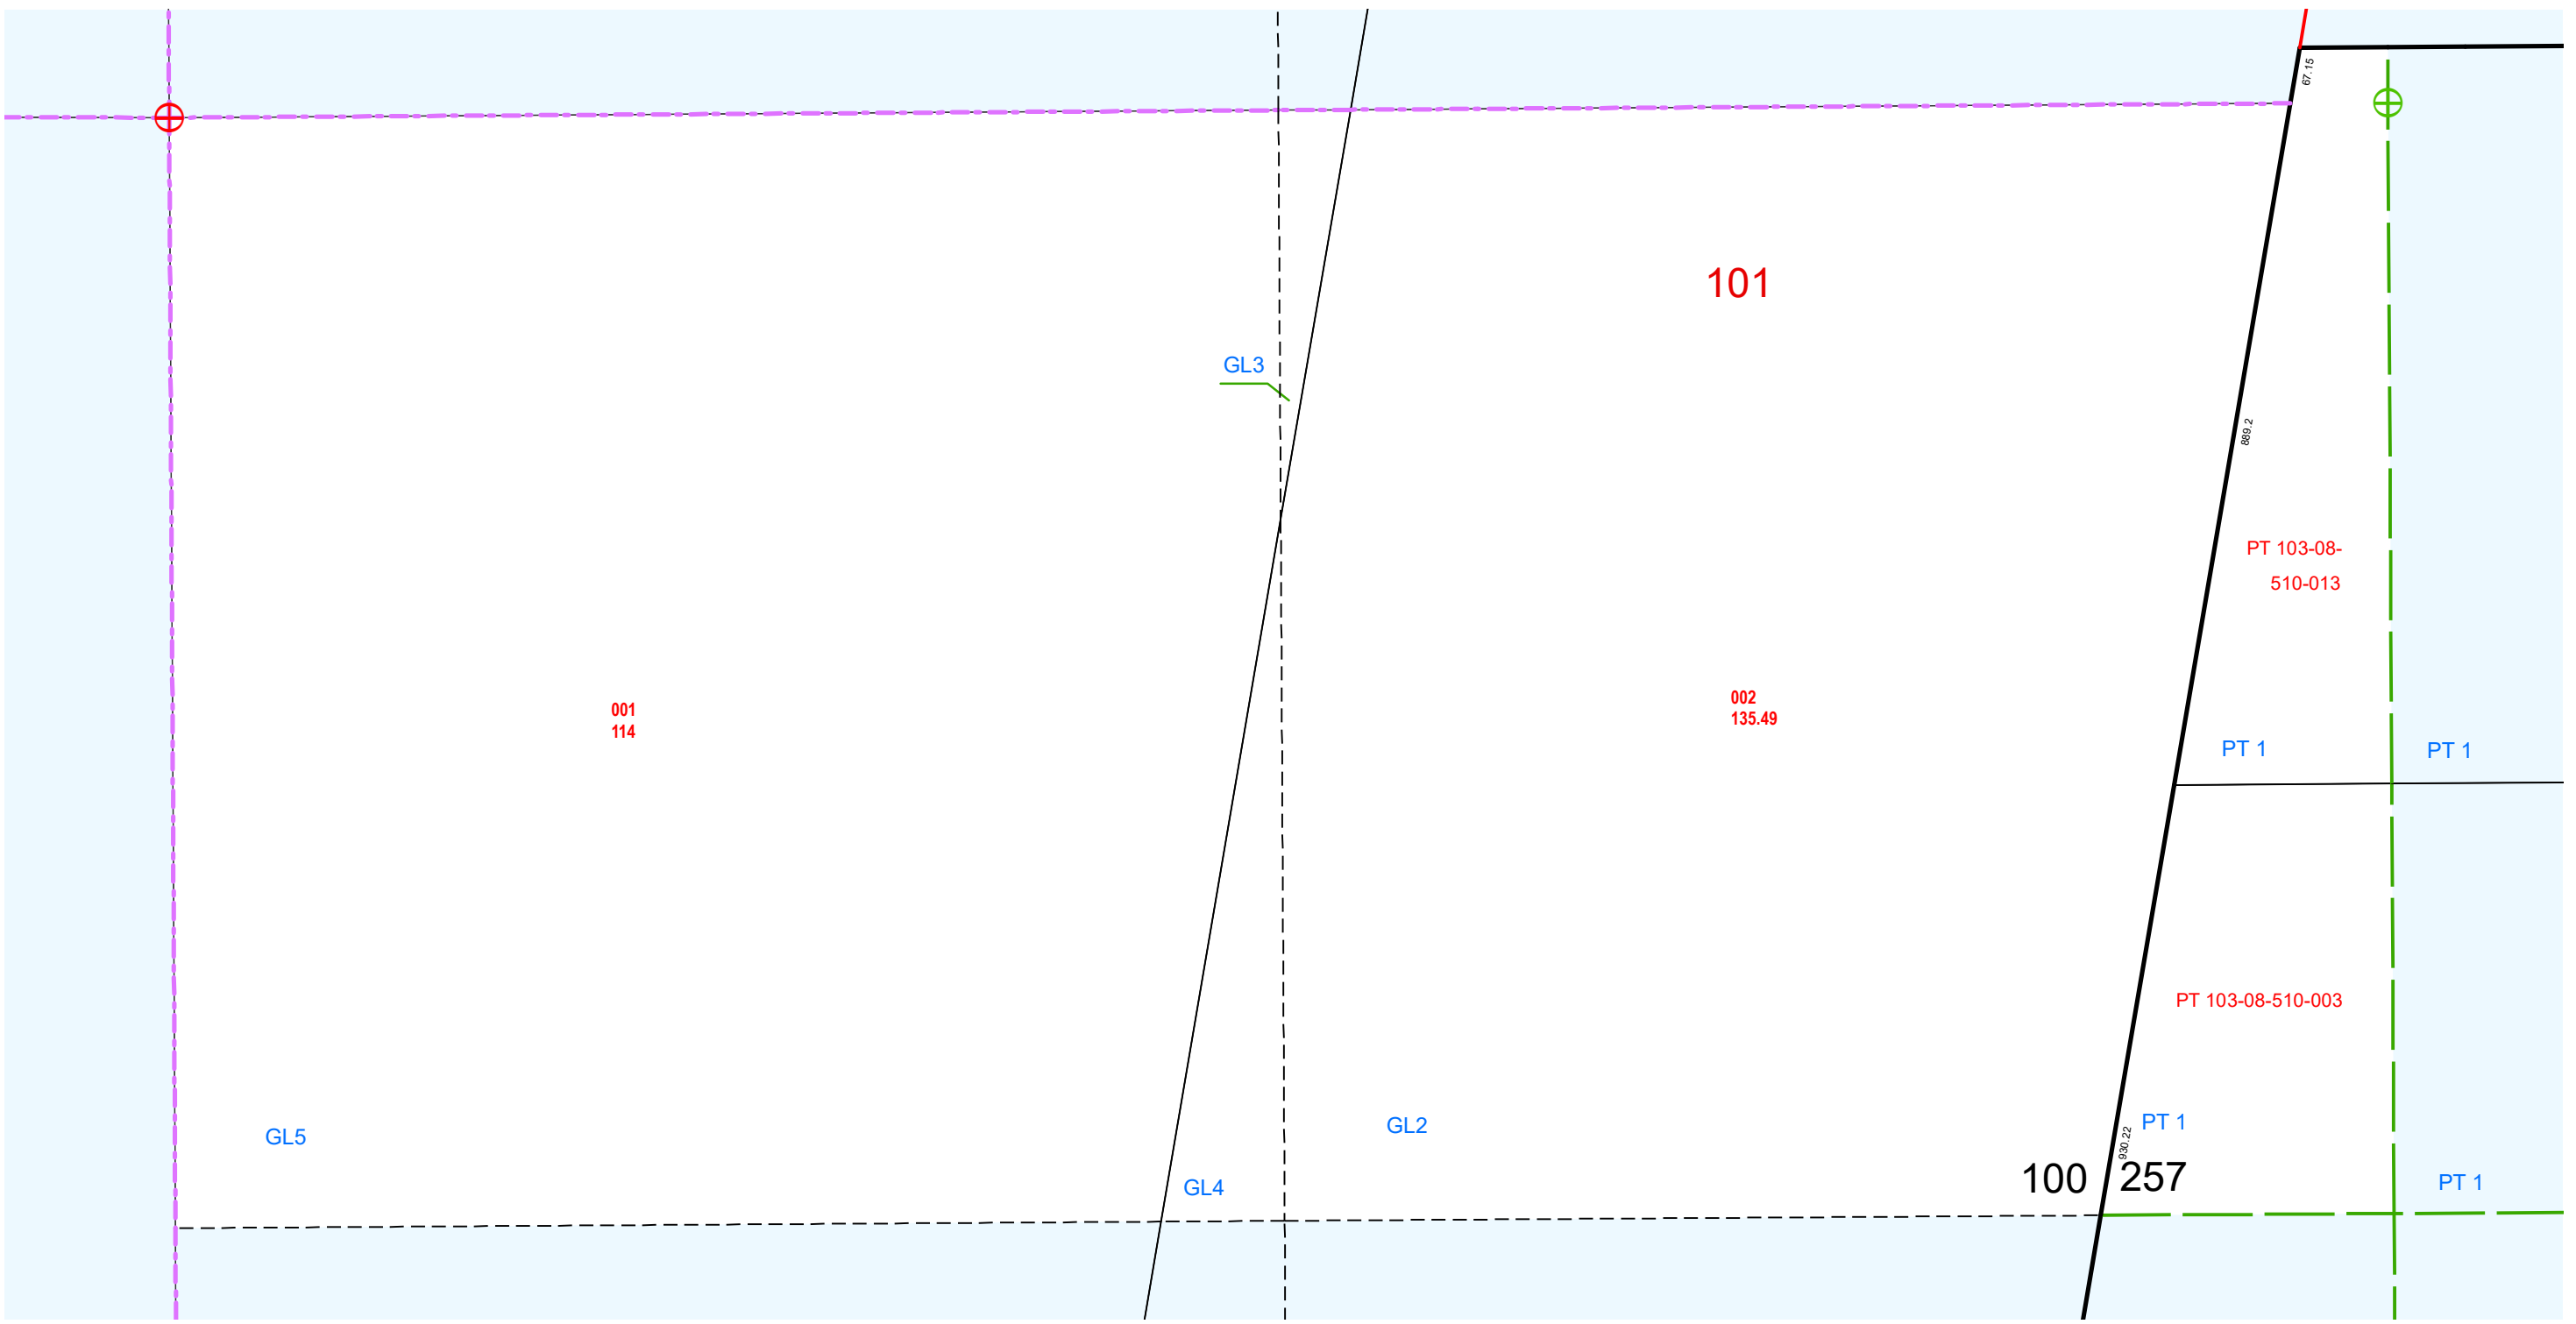 67.15
101
GL3
889.2
PT 103-08-
510-013
001
114
002
135.49
PT 1
PT 1
PT 103-08-510-003
GL5
GL4
GL2
930.22
PT 1
100
257
PT 1